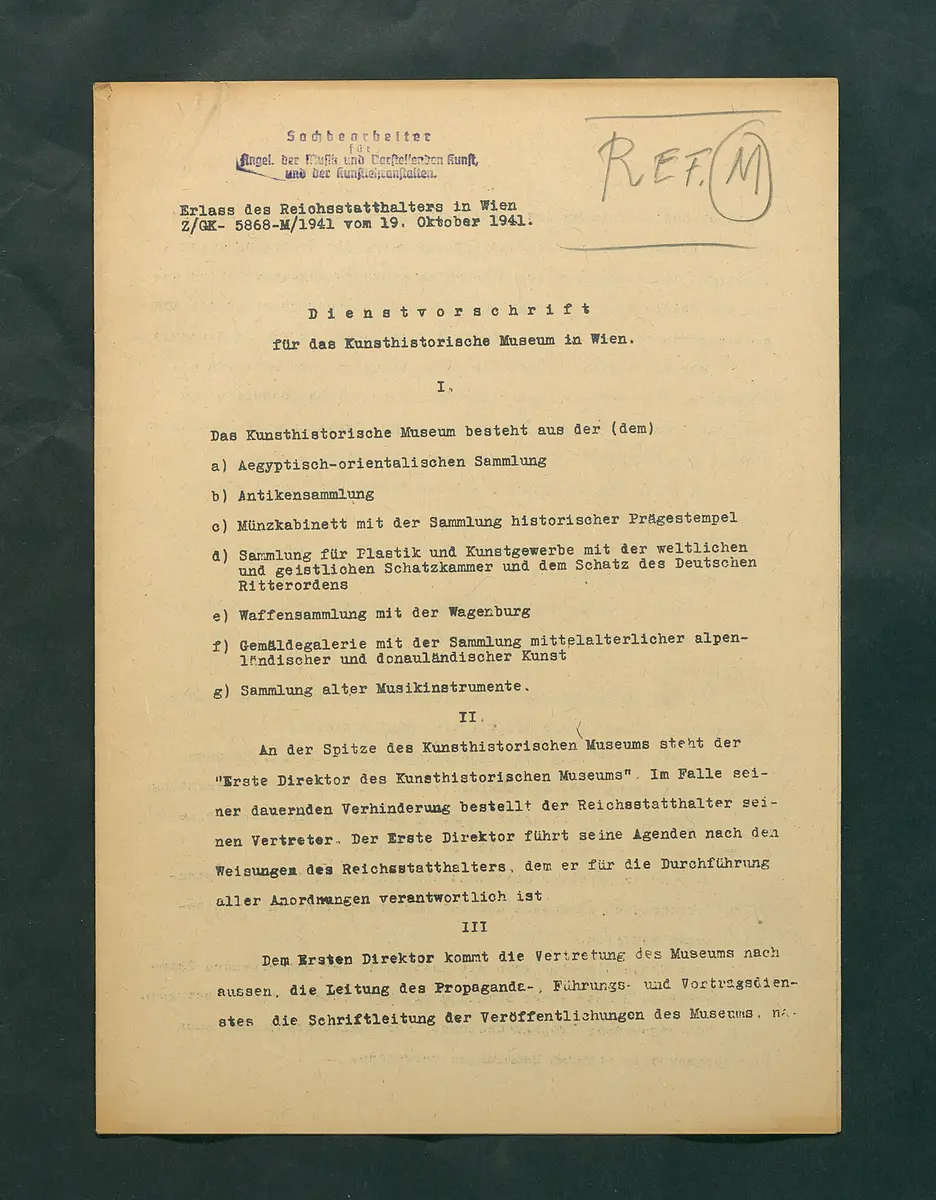 Sachbearbeiter
für
Angel. der Musik und Darstellenden Kunst,
und der Kunstlehranstalten.
REF. M
Erlass des Reichsstatthalters in Wien
Z/GK- 5868-M/1941 vom 19. Oktober 1941.
Dienstvorschrift
für das Kunsthistorische Museum in Wien.
I.
Das Kunsthistorische Museum besteht aus der (dem)
a) Aegyptisch-orientalischen Sammlung
b) Antikensammlung
c) Münzkabinett mit der Sammlung historischer Prägestempel
d) Sammlung für Plastik und Kunstgewerbe mit der weltlichen
und geistlichen Schatzkammer und dem Schatz des Deutschen
Ritterordens
e) Waffensammlung mit der Wagenburg
f) Gemäldegalerie mit der Sammlung mittelalterlicher alpen-
ländischer und donauländischer Kunst
g) Sammlung alter Musikinstrumente.
II.
An der Spitze des Kunsthistorischen Museums steht der
"Erste Direktor des Kunsthistorischen Museums". Im Falle sei-
ner dauernden Verhinderung bestellt der Reichsstatthalter sei-
nen Vertreter. Der Erste Direktor führt seine Agenden nach den
Weisungen des Reichsstatthalters, dem er für die Durchführung
aller Anordnungen verantwortlich ist
III
Dem Ersten Direktor kommt die Vertretung des Museums nach
aussen, die Leitung des Propaganda-, Führungs- und Vortragsdien-
stes die Schriftleitung der Veröffentlichungen des Museums, na-